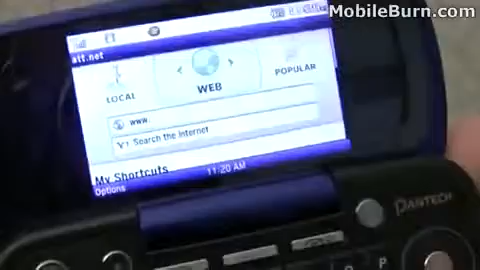 MobileBurn.com
att.net
LOCAL
WEB
POPULAR
www.
Y! Search the Internet
My Shortcuts
Options
11:20 AM
PANTECH
O P